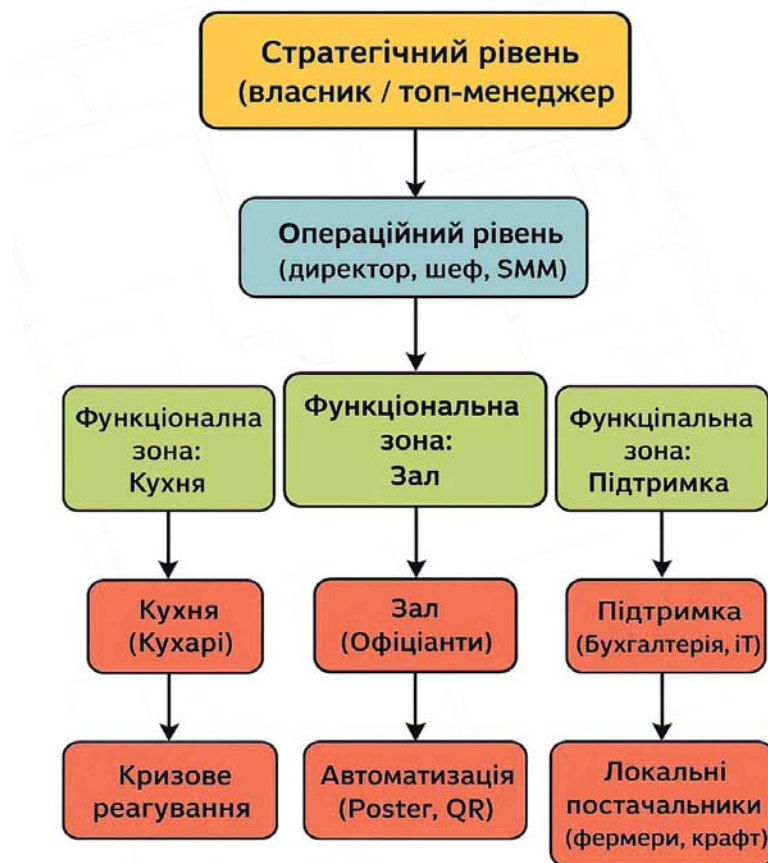 Стратегічний рівень
(власник / топ-менеджер
Операційний рівень
(директор, шеф, SMM)
Функціонална
зона:
Кухня
Функціональна
зона:
Зал
Функціпальна
зона:
Підтримка
Кухня
(Кухарі)
Зал
(Офіціанти)
Підтримка
(Бухгалтерія, іТ)
Кризове
реагування
Автоматизація
(Poster, QR)
Локальні
постачальники
(фермери, крафт)